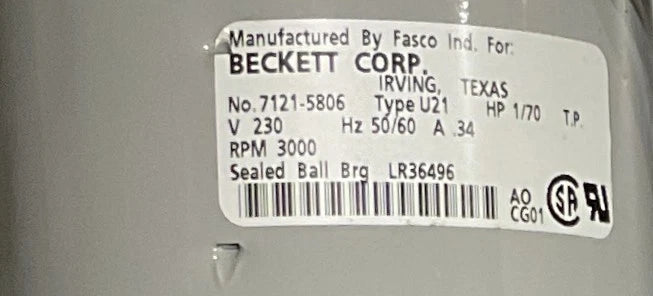 Manufactured By Fasco Ind. For:
BECKETT CORP.
IRVING, TEXAS
No. 7121-5806 Type U21 HP 1/70 T.P.
V 230 Hz 50/60 A .34
RPM 3000
Sealed Ball Brg LR36496
AO
CG01
SA